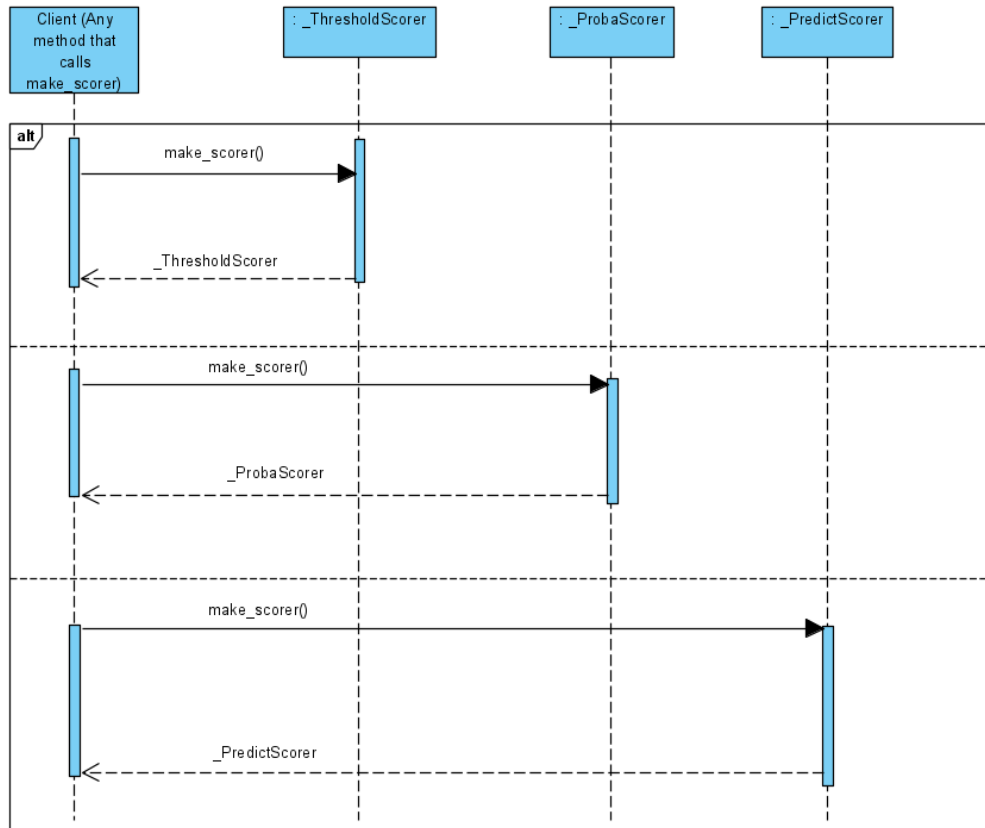 Client (Any
method that
calls
make_scorer)
: _ThresholdScorer
: _ProbaScorer
: _PredictScorer
alt
make_scorer()
_ThresholdScorer
make_scorer()
_ProbaScorer
make_scorer()
_PredictScorer